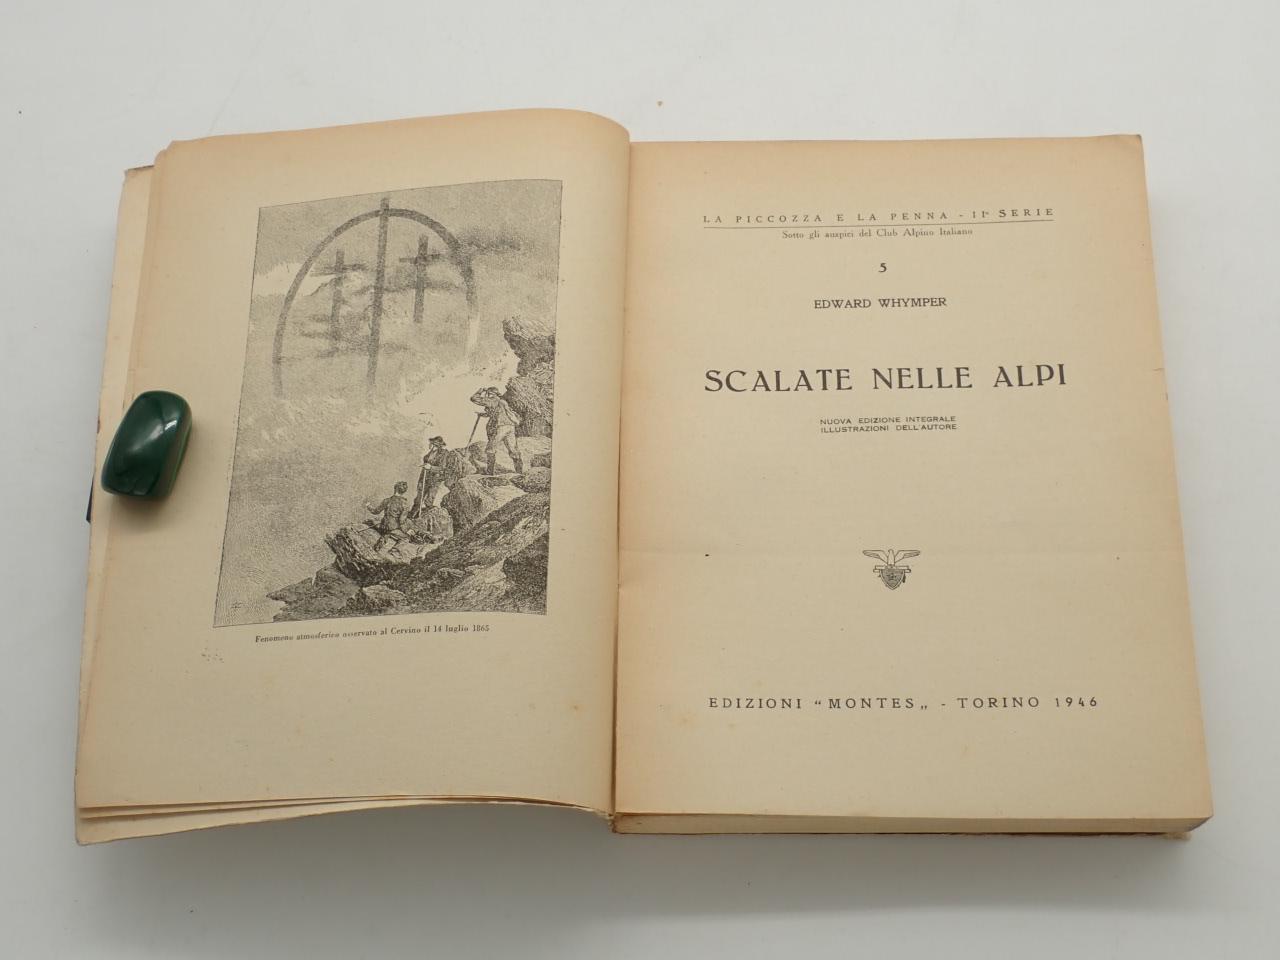 Fenomeno atmosferico osservato al Cervino il 14 luglio 1865
LA PICCOZZA E LA PENNA - IIª SERIE
Sotto gli auspici del Club Alpino Italiano
5
EDWARD WHYMPER
SCALATE NELLE ALPI
NUOVA EDIZIONE INTEGRALE
ILLUSTRAZIONI DELL'AUTORE
EDIZIONI “MONTES„ - TORINO 1946